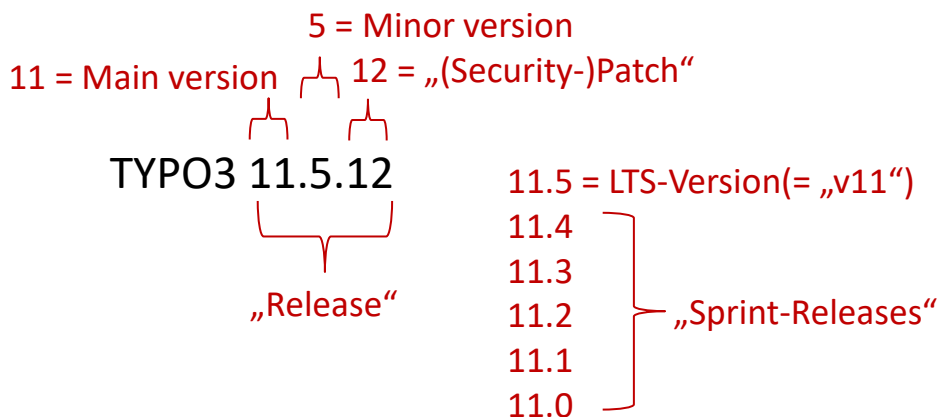 5 = Minor version
11 = Main version
12 = „(Security-)Patch“
TYPO3 11.5.12
„Release“
11.5 = LTS-Version(= „v11“)
11.4
11.3
11.2
11.1
11.0
„Sprint-Releases“